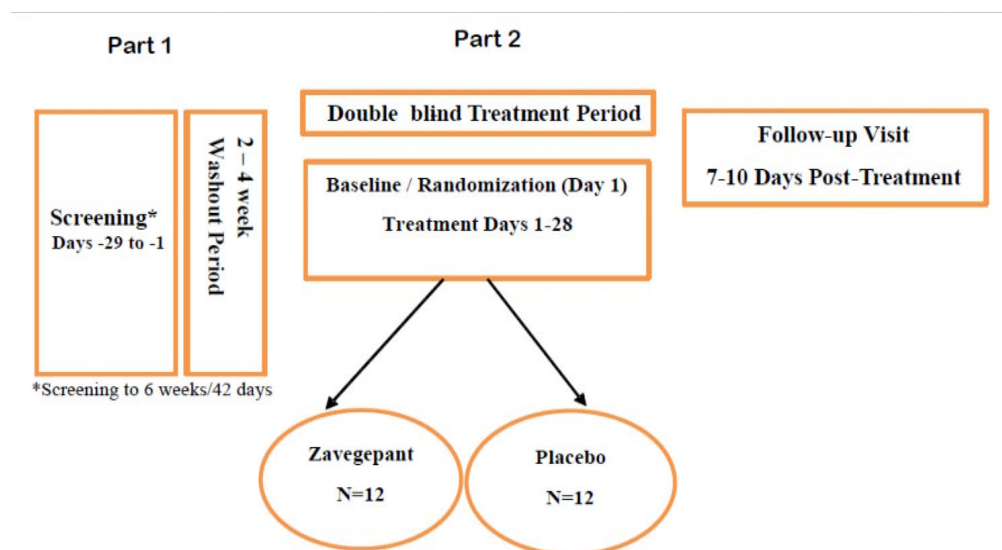 Part 1
Part 2
Screening*
Days -29 to -1
2 – 4 week
Washout Period
*Screening to 6 weeks/42 days
Double blind Treatment Period
Baseline / Randomization (Day 1)
Treatment Days 1-28
Zavegepant
N=12
Placebo
N=12
Follow-up Visit
7-10 Days Post-Treatment